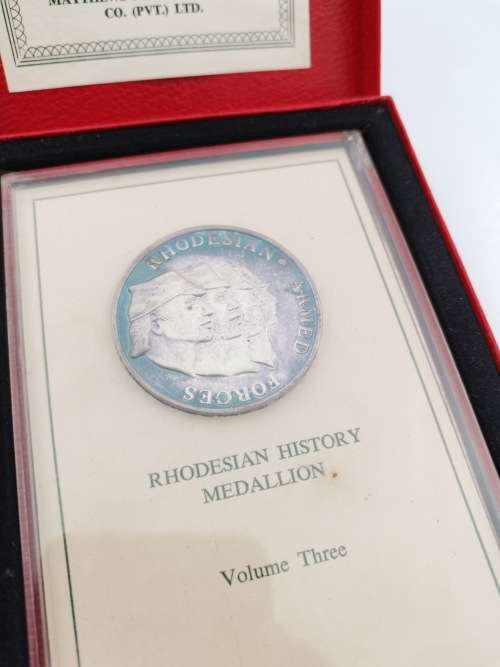 CO. (PVT.) LTD.
RHODESIAN ARMED FORCES
RHODESIAN HISTORY
MEDALLION
Volume Three